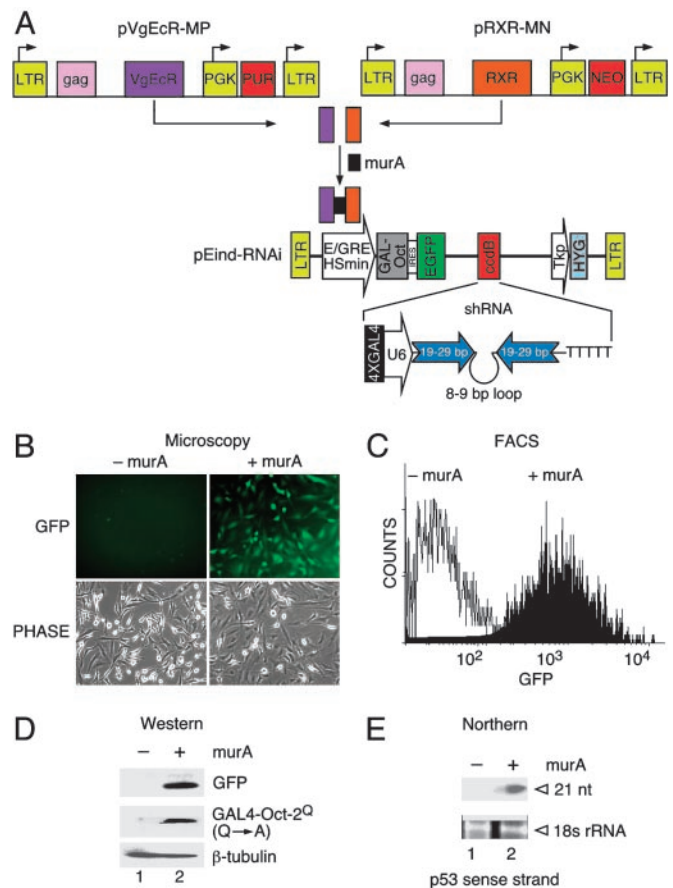 A
pVgEcR-MP
pRXR-MN
LTR gag VgEcR PGK PUR LTR
LTR gag RXR PGK NEO LTR
murA
pEind-RNAi
LTR E/GRE HSmin GAL-Oct IRES EGFP ccdB Tkp HYG LTR
shRNA
4XGAL4 U6 19-29 bp 19-29 bp TTTTT
8-9 bp loop
B
Microscopy
– murA + murA
GFP
PHASE
C
FACS
– murA + murA
COUNTS
10² 10³ 10⁴
GFP
D
Western
– + murA
GFP
GAL4-Oct-2Q
(Q→A)
β-tubulin
1 2
E
Northern
– + murA
21 nt
18s rRNA
1 2
p53 sense strand